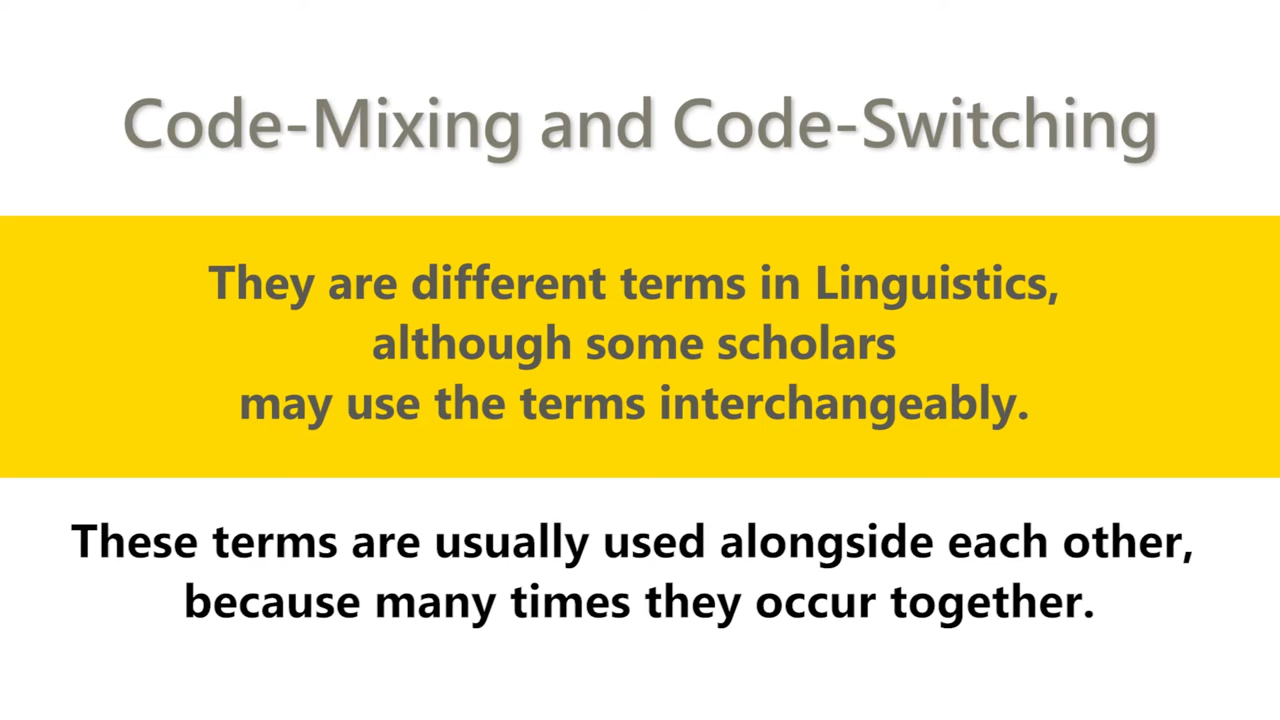 Code-Mixing and Code-Switching
They are different terms in Linguistics,
although some scholars
may use the terms interchangeably.
These terms are usually used alongside each other,
because many times they occur together.